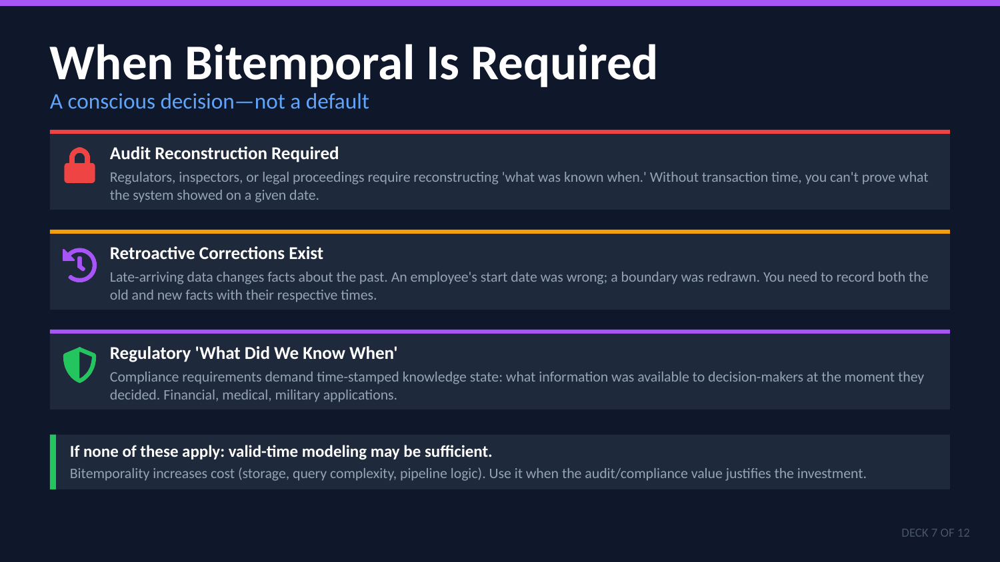 When Bitemporal Is Required
A conscious decision—not a default
Audit Reconstruction Required
Regulators, inspectors, or legal proceedings require reconstructing 'what was known when.' Without transaction time, you can't prove what
the system showed on a given date.
Retroactive Corrections Exist
Late-arriving data changes facts about the past. An employee's start date was wrong; a boundary was redrawn. You need to record both the
old and new facts with their respective times.
Regulatory 'What Did We Know When'
Compliance requirements demand time-stamped knowledge state: what information was available to decision-makers at the moment they
decided. Financial, medical, military applications.
If none of these apply: valid-time modeling may be sufficient.
Bitemporality increases cost (storage, query complexity, pipeline logic). Use it when the audit/compliance value justifies the investment.
DECK 7 OF 12